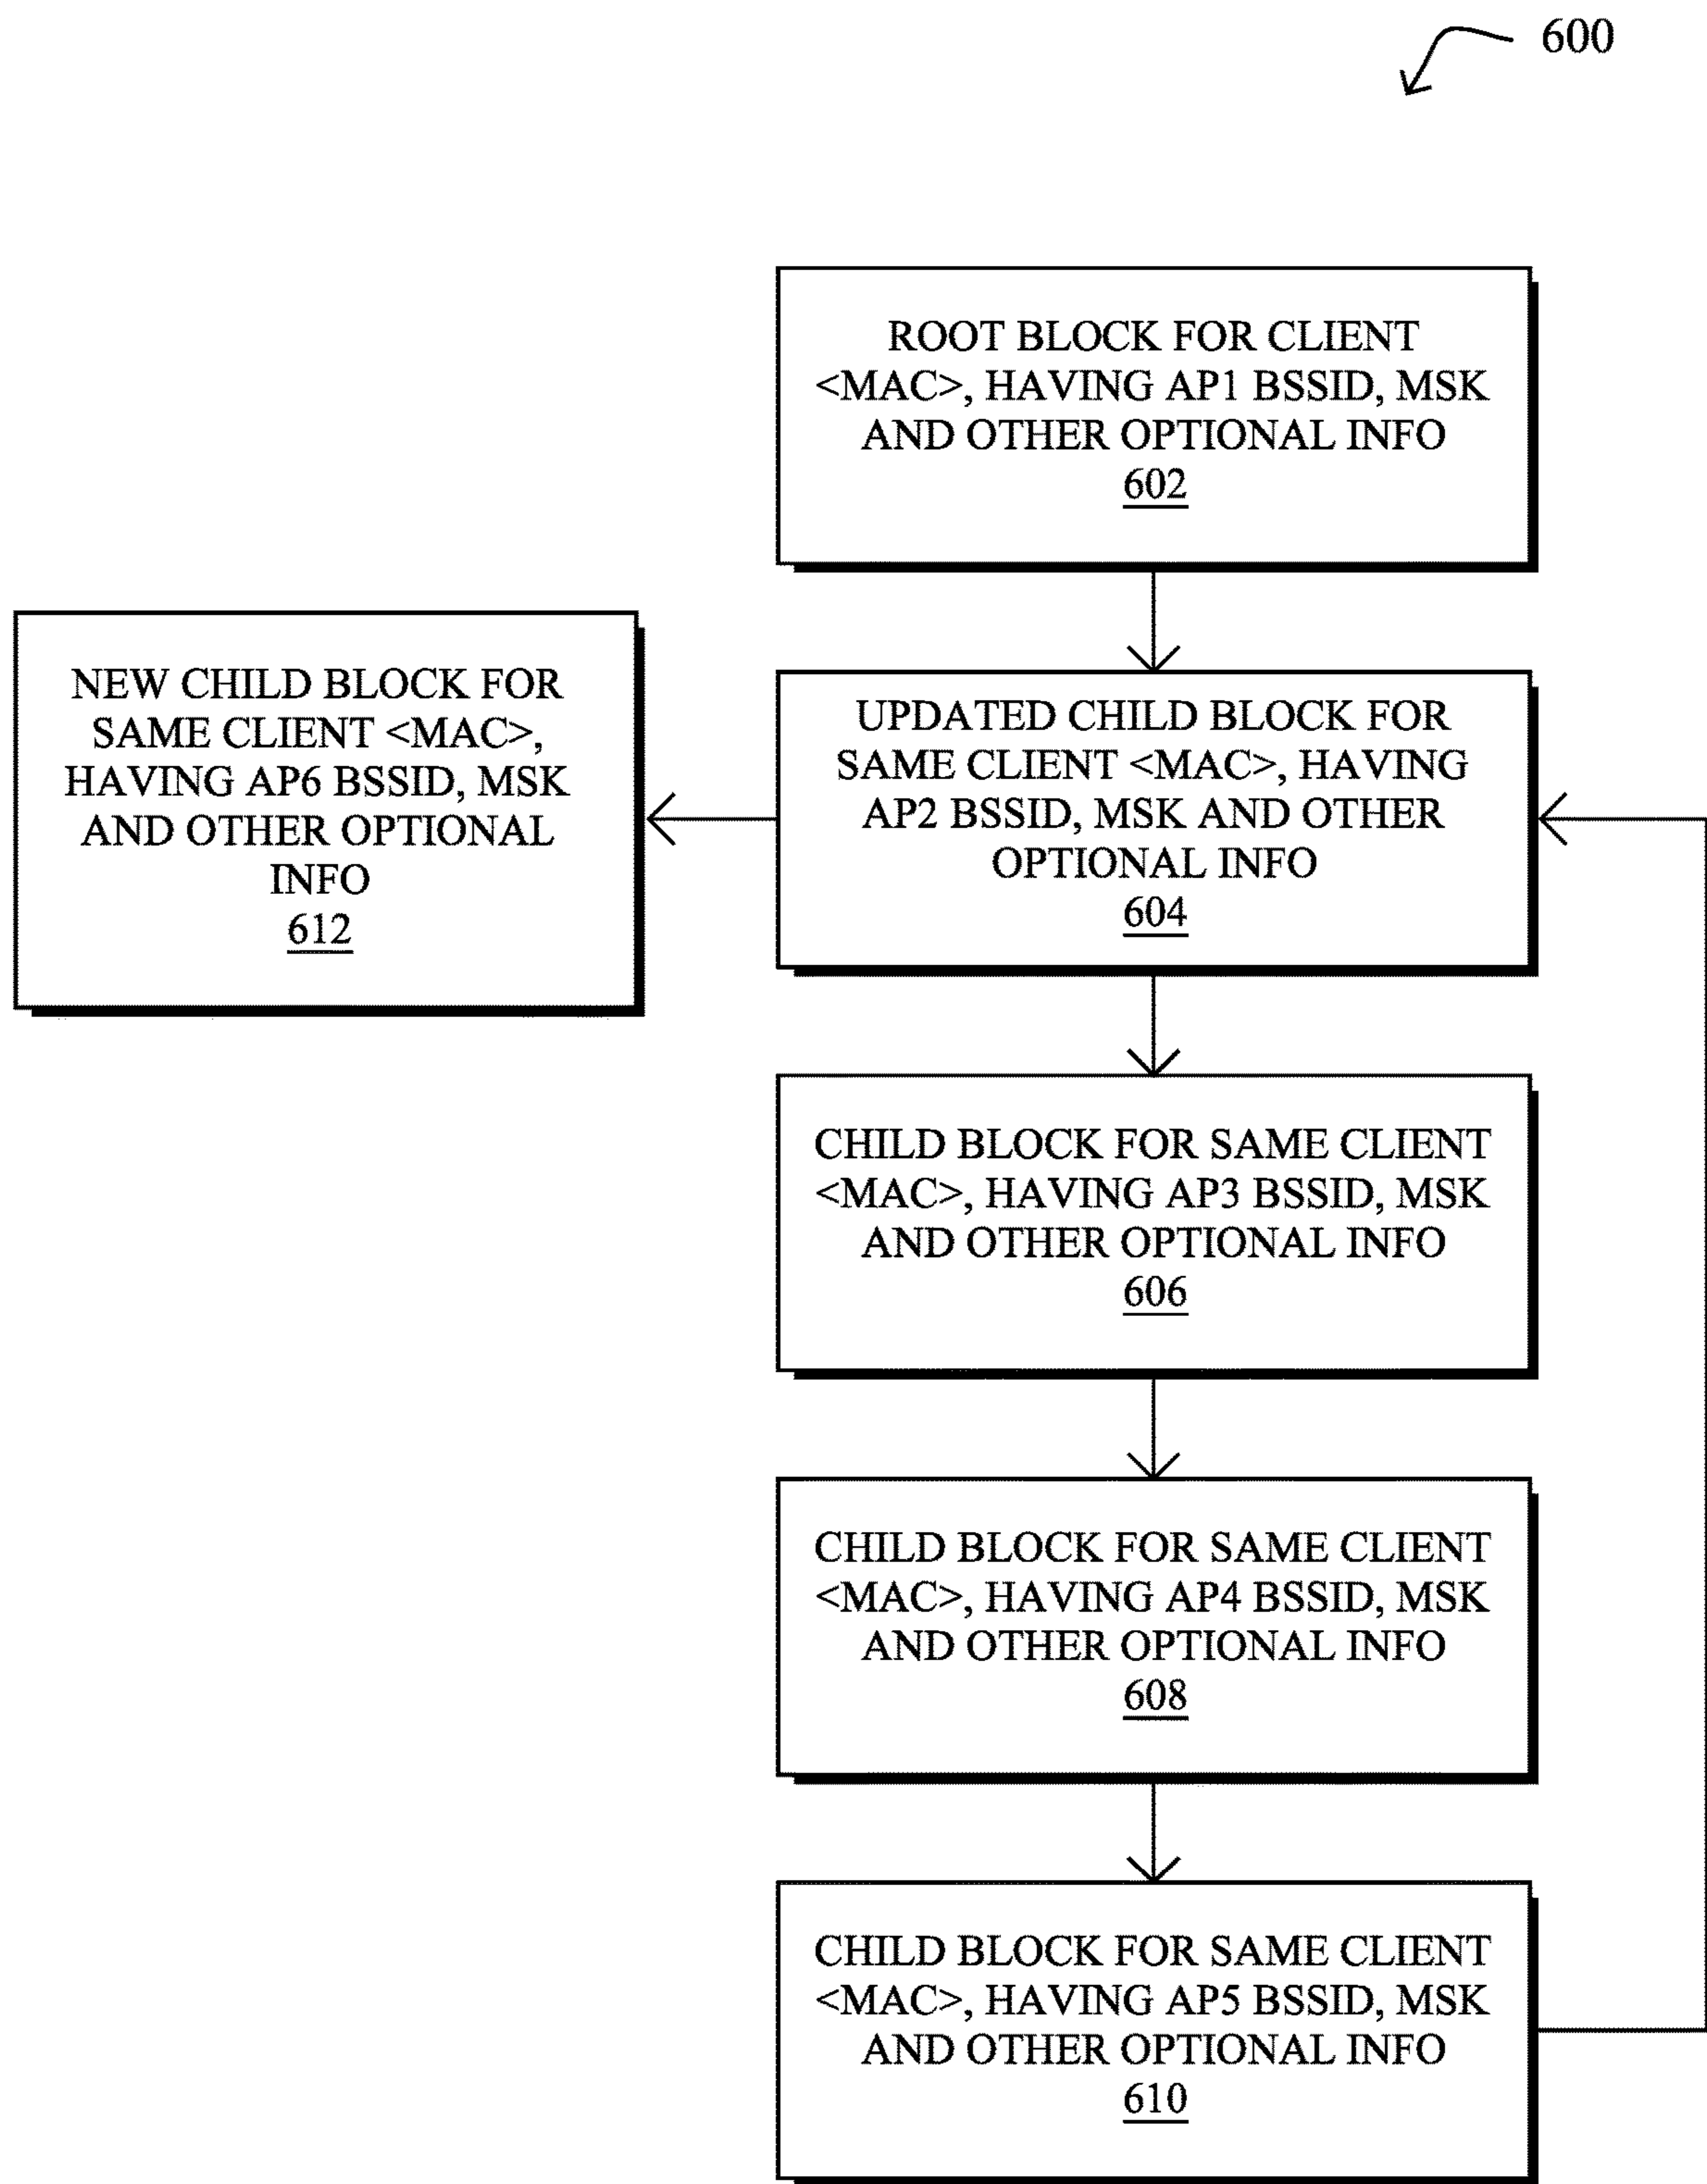 600
ROOT BLOCK FOR CLIENT
<MAC>, HAVING AP1 BSSID, MSK
AND OTHER OPTIONAL INFO
602
NEW CHILD BLOCK FOR
SAME CLIENT <MAC>,
HAVING AP6 BSSID, MSK
AND OTHER OPTIONAL
INFO
612
UPDATED CHILD BLOCK FOR
SAME CLIENT <MAC>, HAVING
AP2 BSSID, MSK AND OTHER
OPTIONAL INFO
604
CHILD BLOCK FOR SAME CLIENT
<MAC>, HAVING AP3 BSSID, MSK
AND OTHER OPTIONAL INFO
606
CHILD BLOCK FOR SAME CLIENT
<MAC>, HAVING AP4 BSSID, MSK
AND OTHER OPTIONAL INFO
608
CHILD BLOCK FOR SAME CLIENT
<MAC>, HAVING AP5 BSSID, MSK
AND OTHER OPTIONAL INFO
610